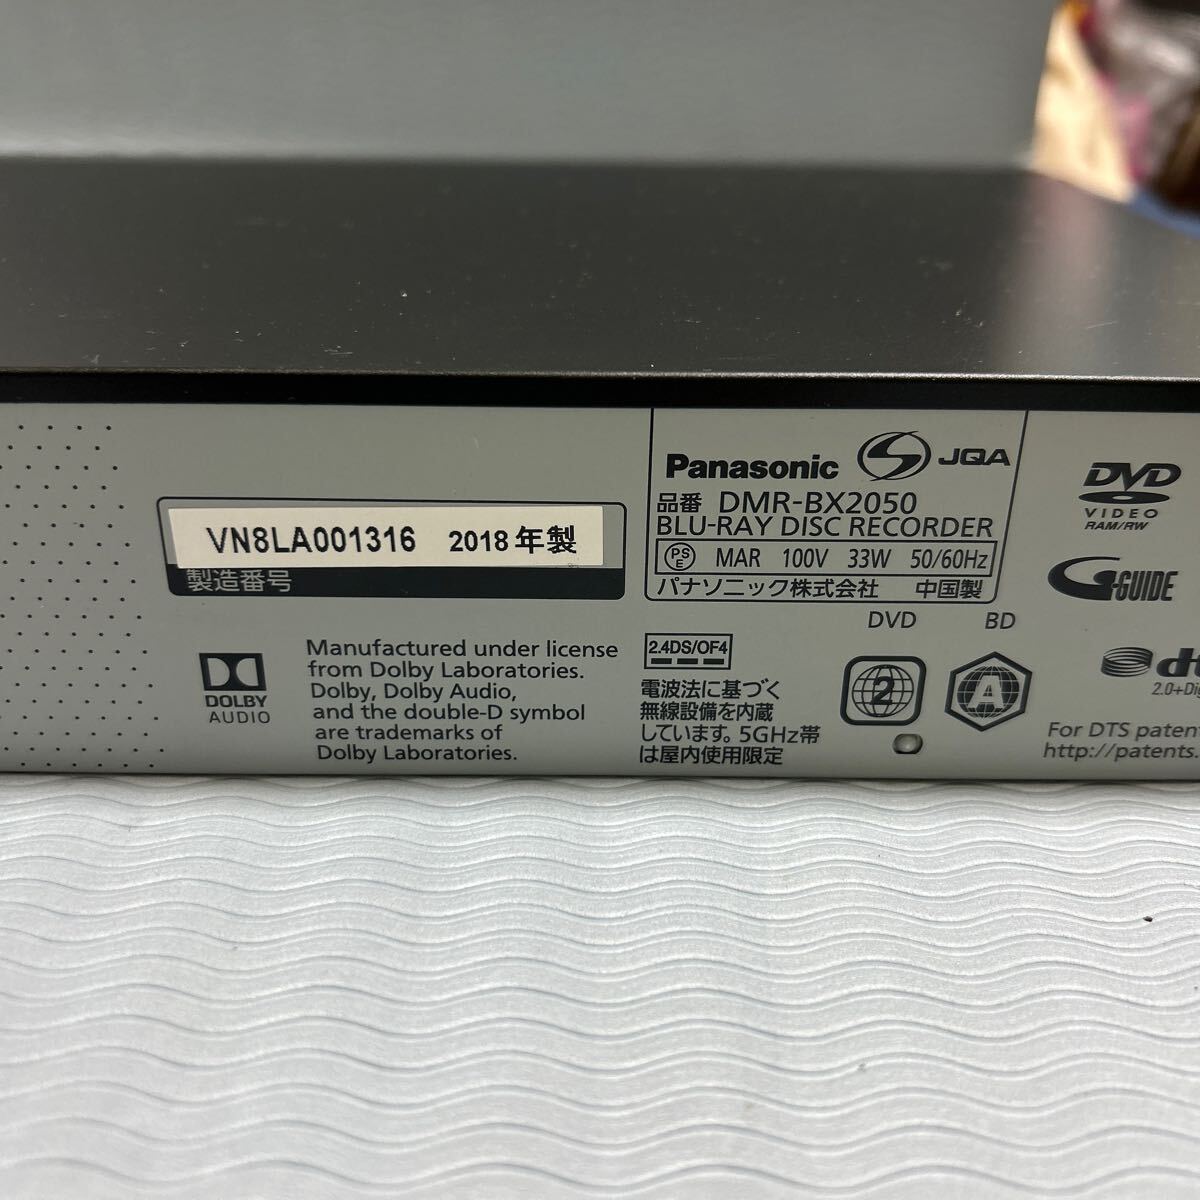 VN8LA001316 2018 年製
製造番号
DOLBY
AUDIO
Manufactured under license
from Dolby Laboratories.
Dolby, Dolby Audio,
and the double-D symbol
are trademarks of
Dolby Laboratories.
Panasonic JQA
品番 DMR-BX2050
BLU-RAY DISC RECORDER
PSE MAR 100V 33W 50/60Hz
パナソニック株式会社 中国製
DVD BD
2.4DS/OF4
電波法に基づく
無線設備を内蔵
しています。5GHz帯
は屋内使用限定
2 A
DVD
VIDEO
RAM/RW
G-GUIDE
dt
2.0+Dig
For DTS patent
http://patents.